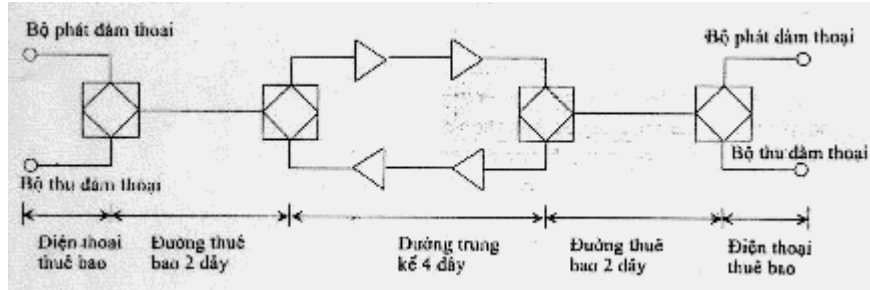 Bộ phát đàm thoại
Bộ phát đàm thoại
Bộ thu đàm thoại
Bộ thu đàm thoại
Điện thoại
thuê bao
Đường thuê
bao 2 dây
Đường trung
kế 4 dây
Đường thuê
bao 2 dây
Điện thoại
thuê bao